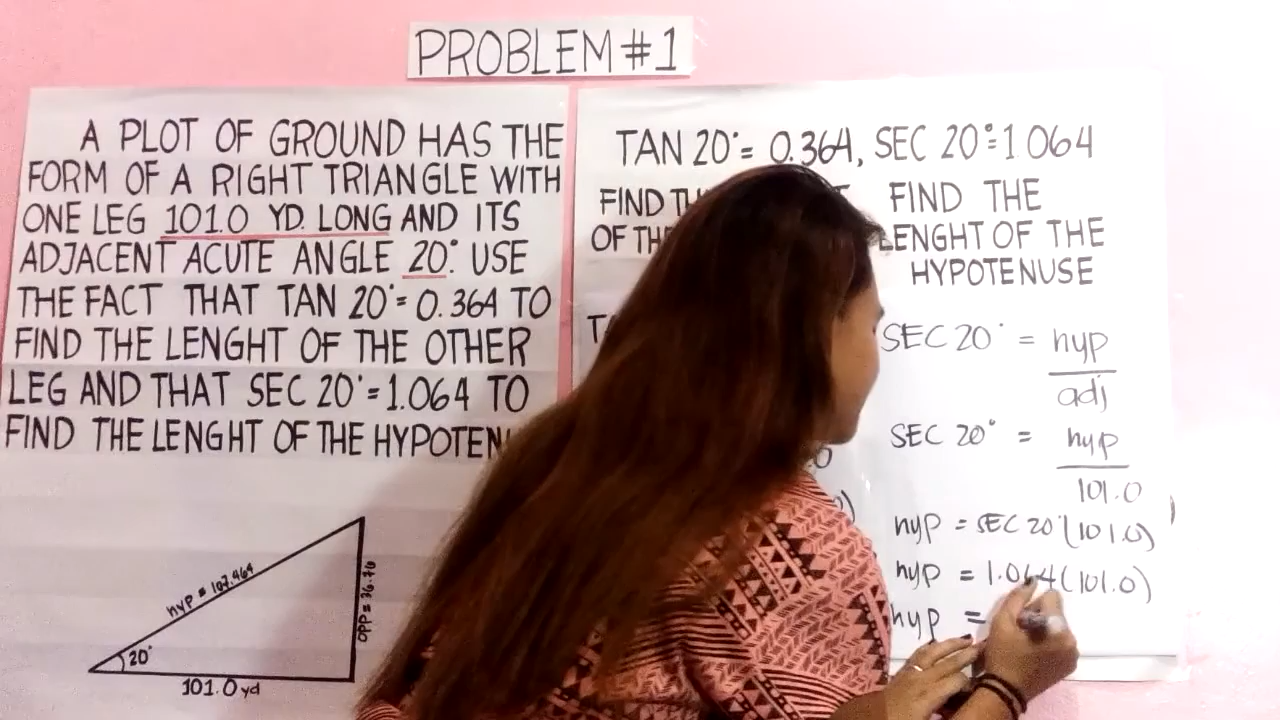 PROBLEM #1
A PLOT OF GROUND HAS THE
FORM OF A RIGHT TRIANGLE WITH
ONE LEG 101.0 YD. LONG AND ITS
ADJACENT ACUTE ANGLE 20°. USE
THE FACT THAT TAN 20° = 0.364 TO
FIND THE LENGHT OF THE OTHER
LEG AND THAT SEC 20° = 1.064 TO
FIND THE LENGHT OF THE
hyp = 107.464
OPP = 36.76
20°
101.0 yd
TAN 20° = 0.364, SEC 20° = 1.064
FIND
FIND THE
LENGHT OF THE
HYPOTENUSE
SEC 20° = hyp
adj
SEC 20° = hyp
101.0
hyp = SEC 20° (101.0)
hyp = 1.064 (101.0)
hyp =